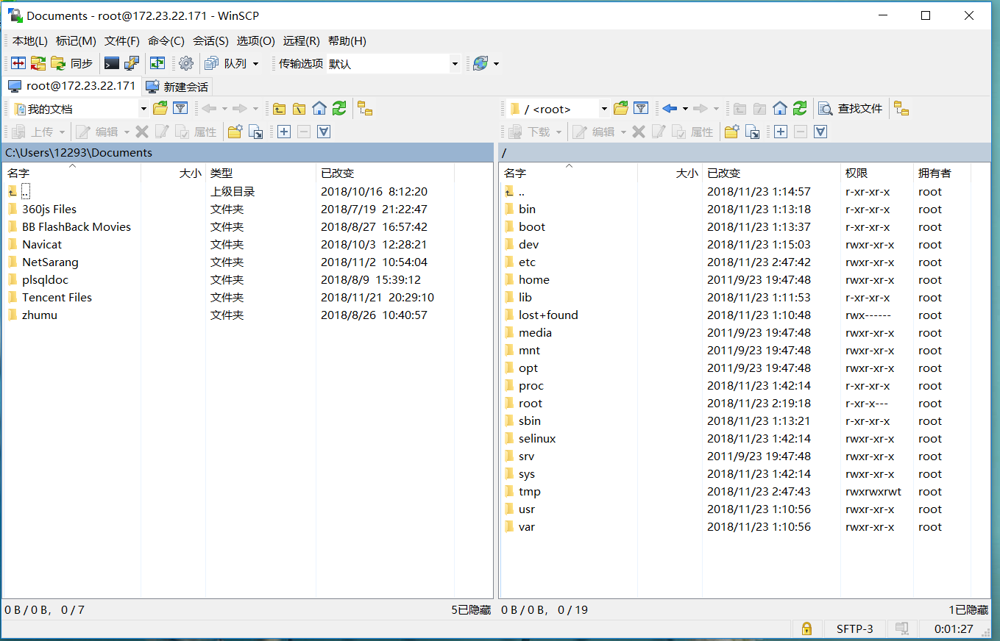 Documents - root@172.23.22.171 - WinSCP
本地(L) 标记(M) 文件(F) 命令(C) 会话(S) 选项(O) 远程(R) 帮助(H)
同步 队列 传输选项 默认
root@172.23.22.171 新建会话
我的文档 / <root> 查找文件
上传 编辑 属性 下载 编辑 属性
C:\Users\12293\Documents /
名字 大小 类型 已改变 名字 大小 已改变 权限 拥有者
.. 上级目录 2018/10/16 8:12:20 .. 2018/11/23 1:14:57 r-xr-xr-x root
360js Files 文件夹 2018/7/19 21:22:47 bin 2018/11/23 1:13:18 r-xr-xr-x root
BB FlashBack Movies 文件夹 2018/8/27 16:57:42 boot 2018/11/23 1:13:37 r-xr-xr-x root
Navicat 文件夹 2018/10/3 12:28:21 dev 2018/11/23 1:15:03 rwxr-xr-x root
NetSarang 文件夹 2018/11/2 10:54:04 etc 2018/11/23 2:47:42 rwxr-xr-x root
plsqldoc 文件夹 2018/8/9 15:39:12 home 2011/9/23 19:47:48 rwxr-xr-x root
Tencent Files 文件夹 2018/11/21 20:29:10 lib 2018/11/23 1:11:53 r-xr-xr-x root
zhumu 文件夹 2018/8/26 10:40:57 lost+found 2018/11/23 1:10:48 rwx------ root
media 2011/9/23 19:47:48 rwxr-xr-x root
mnt 2011/9/23 19:47:48 rwxr-xr-x root
opt 2011/9/23 19:47:48 rwxr-xr-x root
proc 2018/11/23 1:42:14 r-xr-xr-x root
root 2018/11/23 2:19:18 r-xr-x--- root
sbin 2018/11/23 1:13:21 r-xr-xr-x root
selinux 2018/11/23 1:42:14 rwxr-xr-x root
srv 2011/9/23 19:47:48 rwxr-xr-x root
sys 2018/11/23 1:42:14 rwxr-xr-x root
tmp 2018/11/23 2:47:43 rwxrwxrwt root
usr 2018/11/23 1:10:56 rwxr-xr-x root
var 2018/11/23 1:10:56 rwxr-xr-x root
0 B / 0 B, 0 / 7 5已隐藏 0 B / 0 B, 0 / 19 1已隐藏
SFTP-3 0:01:27